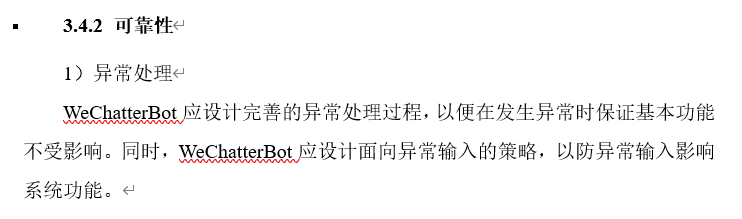 3.4.2 可靠性
1）异常处理
WeChatterBot 应设计完善的异常处理过程，以便在发生异常时保证基本功能
不受影响。同时，WeChatterBot 应设计面向异常输入的策略，以防异常输入影响
系统功能。